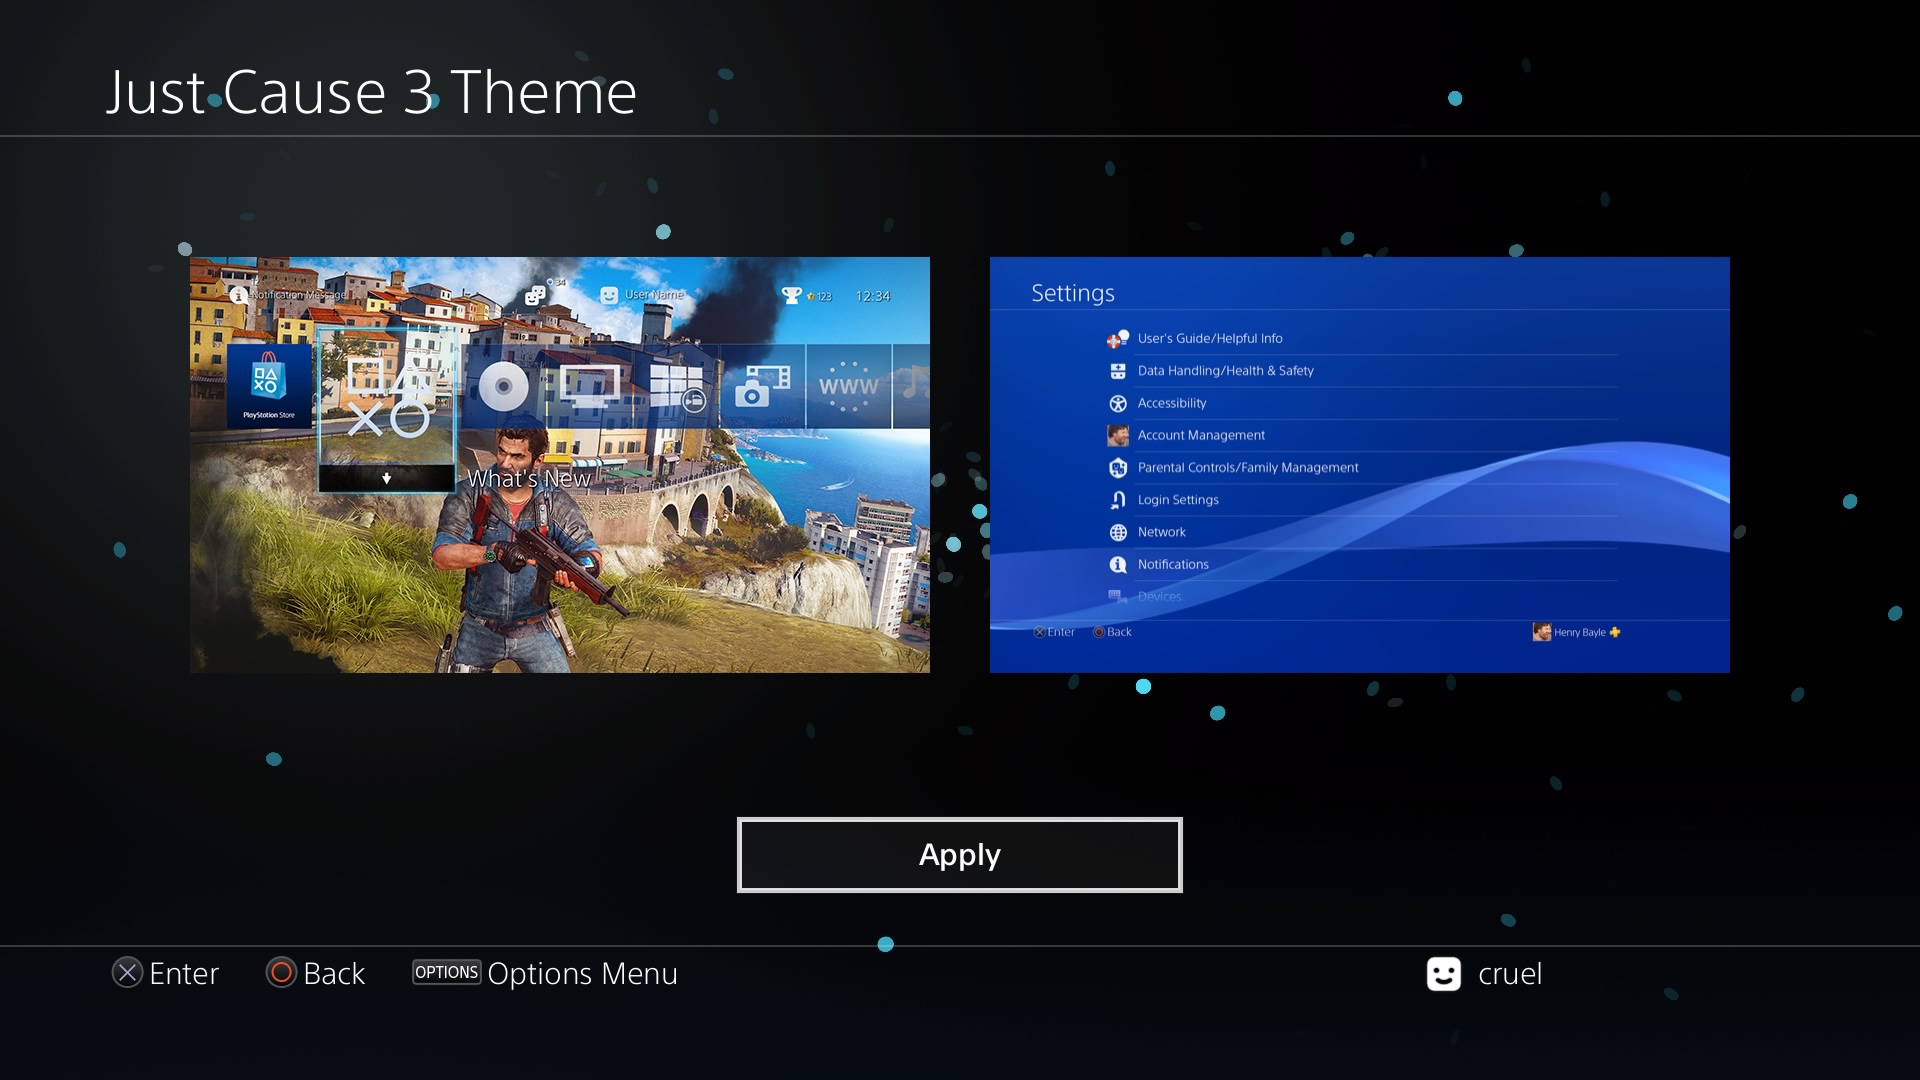 Just Cause 3 Theme
12
Notification Message
34
User Name
123
12:34
PlayStation Store
www
What's New
Settings
User's Guide/Helpful Info
Data Handling/Health & Safety
Accessibility
Account Management
Parental Controls/Family Management
Login Settings
Network
Notifications
Devices
Enter
Back
Henry Bayle
Apply
Enter
Back
OPTIONS
Options Menu
cruel